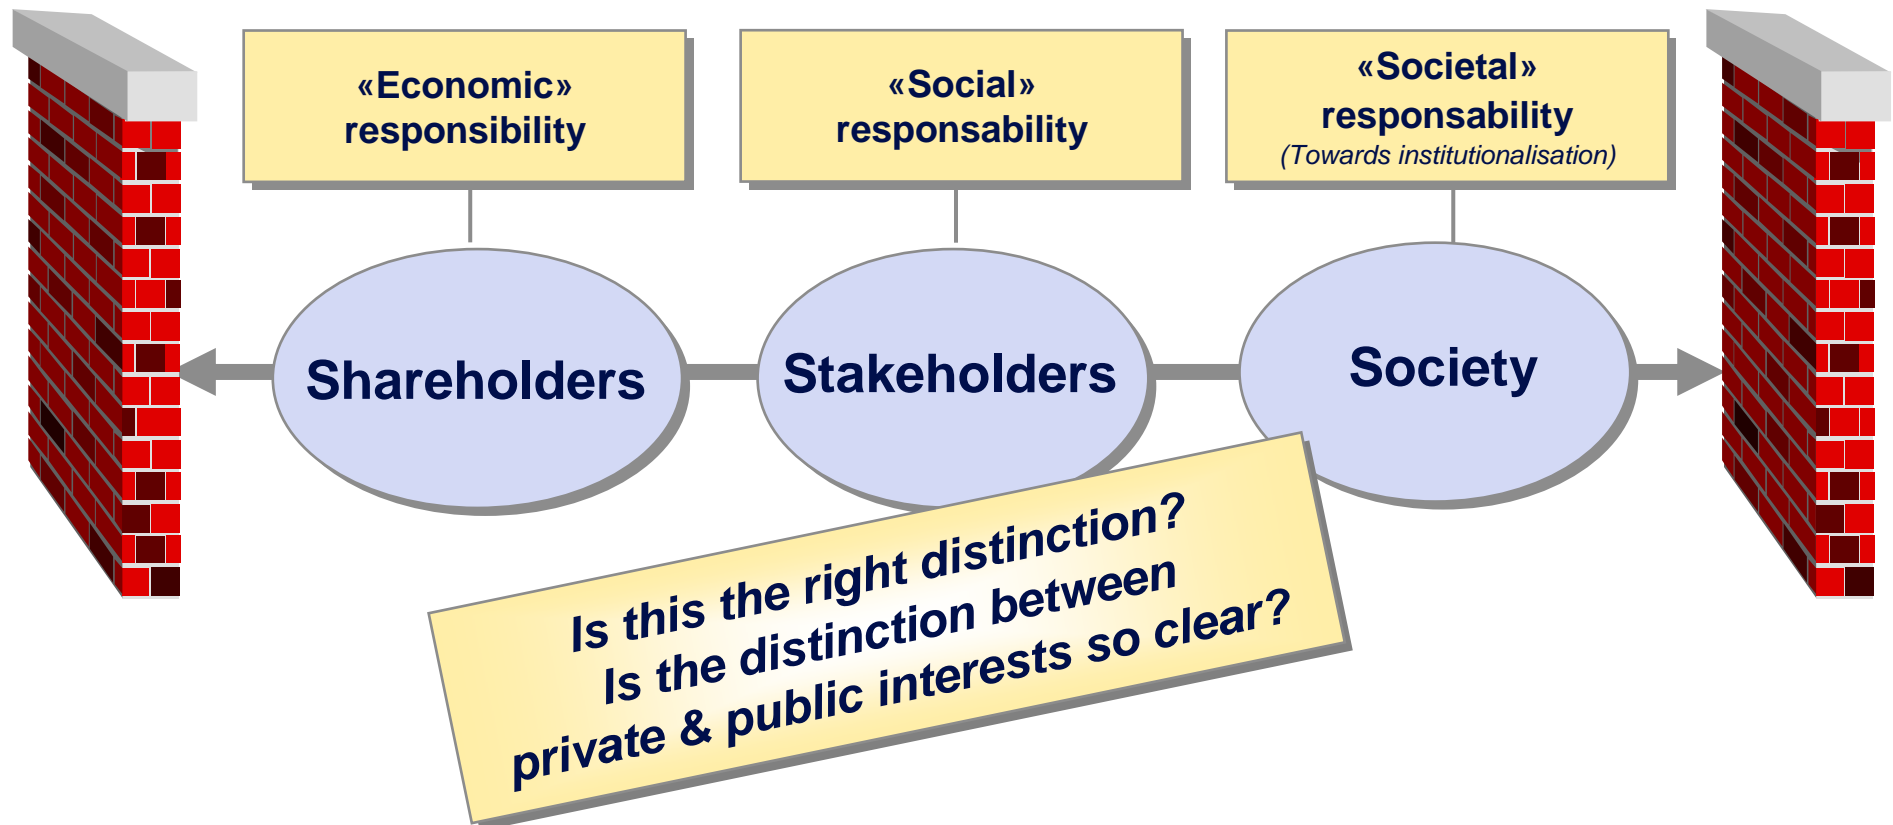 «Economic»
responsibility
«Social»
responsability
«Societal»
responsability
(Towards institutionalisation)
Shareholders
Stakeholders
Society
Is this the right distinction?
Is the distinction between
private & public interests so clear?